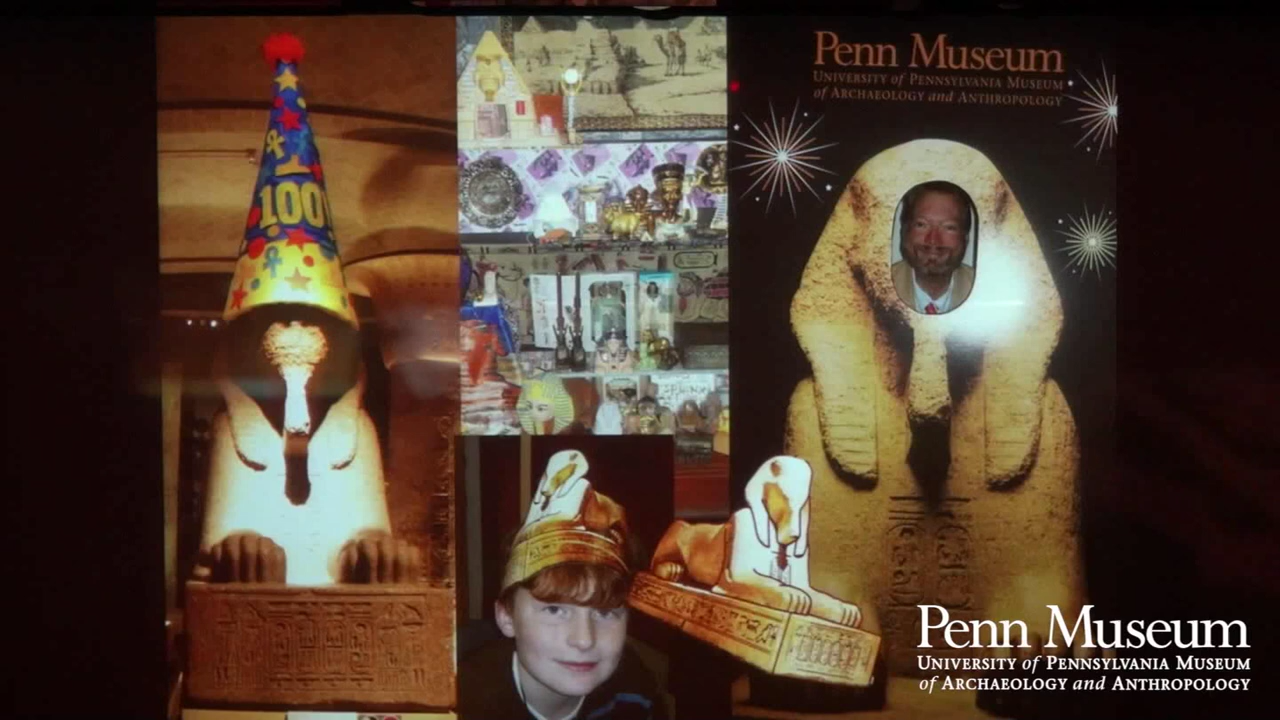 100
Penn Museum
University of Pennsylvania Museum
of Archaeology and Anthropology
Penn Museum
University of Pennsylvania Museum
of Archaeology and Anthropology